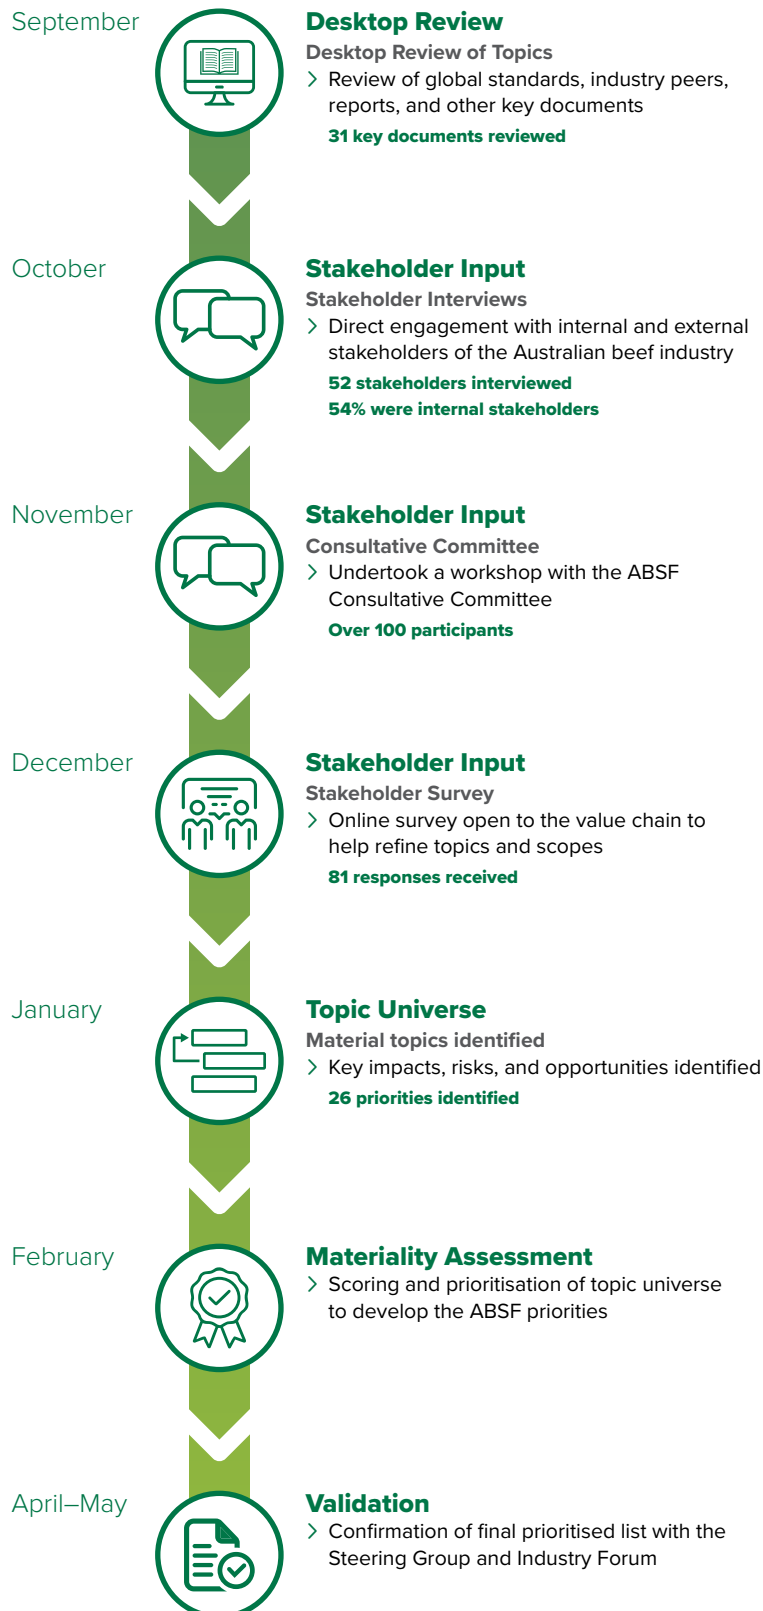 September
Desktop Review
Desktop Review of Topics
Review of global standards, industry peers,
reports, and other key documents
31 key documents reviewed
October
Stakeholder Input
Stakeholder Interviews
Direct engagement with internal and external
stakeholders of the Australian beef industry
52 stakeholders interviewed
54% were internal stakeholders
November
Stakeholder Input
Consultative Committee
Undertook a workshop with the ABSF
Consultative Committee
Over 100 participants
December
Stakeholder Input
Stakeholder Survey
Online survey open to the value chain to
help refine topics and scopes
81 responses received
January
Topic Universe
Material topics identified
Key impacts, risks, and opportunities identified
26 priorities identified
February
Materiality Assessment
Scoring and prioritisation of topic universe
to develop the ABSF priorities
April–May
Validation
Confirmation of final prioritised list with the
Steering Group and Industry Forum